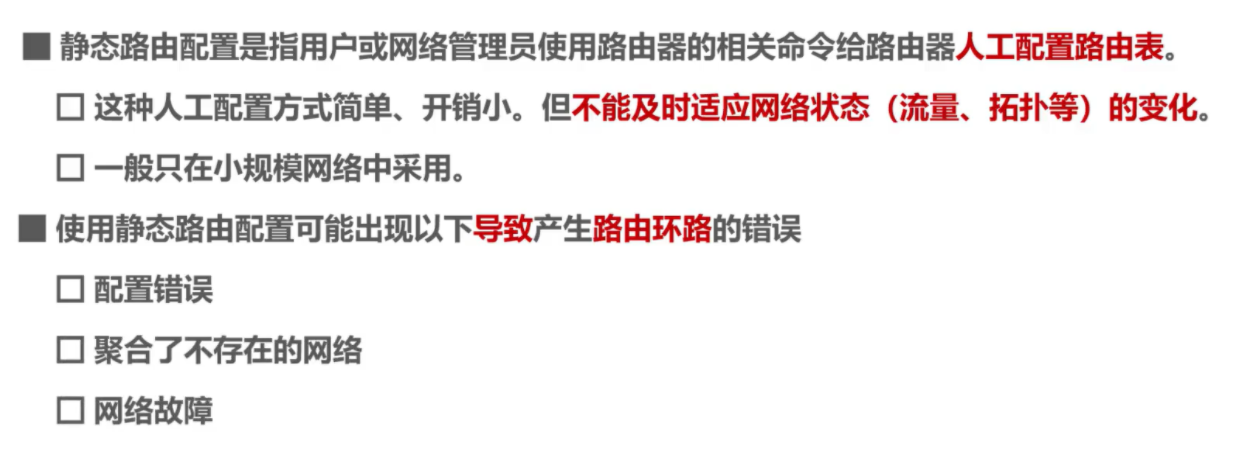 ■ 静态路由配置是指用户或网络管理员使用路由器的相关命令给路由器人工配置路由表。
□ 这种人工配置方式简单、开销小。但不能及时适应网络状态（流量、拓扑等）的变化。
□ 一般只在小规模网络中采用。
■ 使用静态路由配置可能出现以下导致产生路由环路的错误
□ 配置错误
□ 聚合了不存在的网络
□ 网络故障